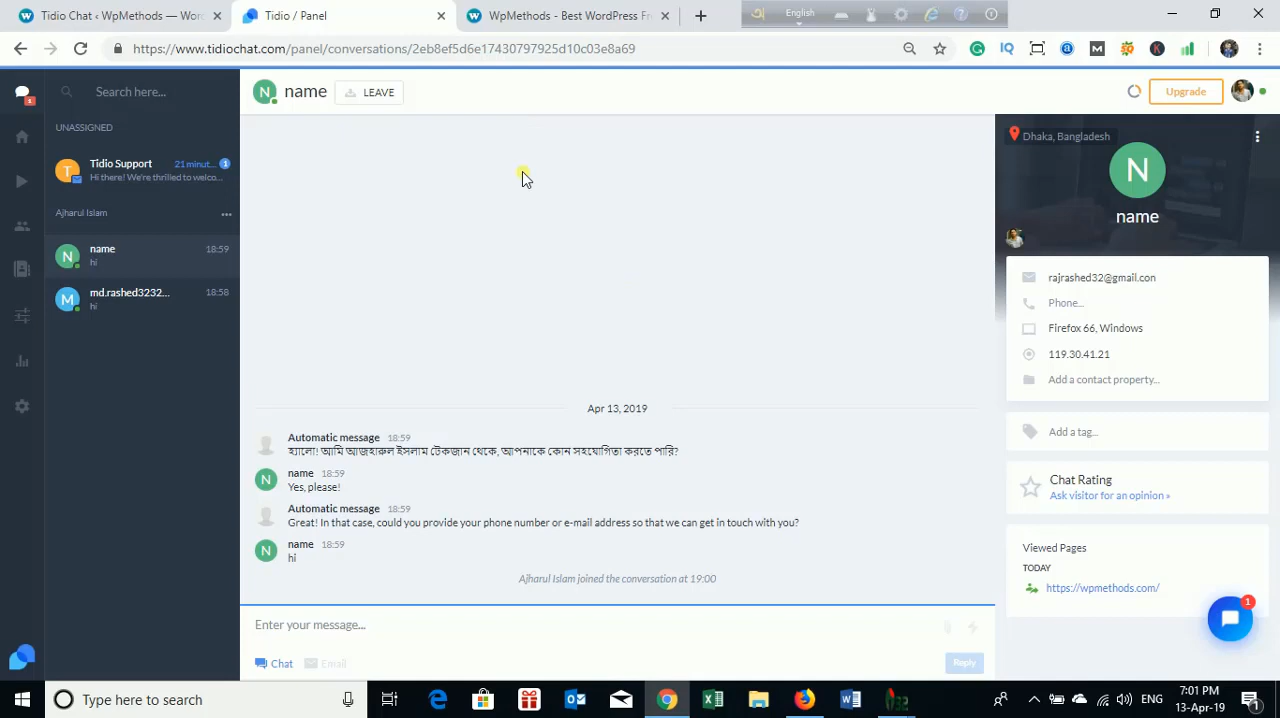 Tidio Chat - WpMethods — Wor
Tidio / Panel
WpMethods - Best WordPress Fr
English
https://www.tidiochat.com/panel/conversations/2eb8ef5d6e17430797925d10c03e8a69
1
Search here...
N name LEAVE
Upgrade
UNASSIGNED
T Tidio Support 21 minut... 1
Hi there! We're thrilled to welco...
Ajharul Islam ...
N name 18:59
hi
M md.rashed3232... 18:58
hi
Apr 13, 2019
Automatic message 18:59
হ্যালো! আমি আজহারুল ইসলাম টেকজান থেকে, আপনাকে কোন সহযোগিতা করতে পারি?
N name 18:59
Yes, please!
Automatic message 18:59
Great! In that case, could you provide your phone number or e-mail address so that we can get in touch with you?
N name 18:59
hi
Ajharul Islam joined the conversation at 19:00
Enter your message...
Chat Email
Reply
Dhaka, Bangladesh
N
name
rajrashed32@gmail.con
Phone...
Firefox 66, Windows
119.30.41.21
Add a contact property...
Add a tag...
Chat Rating
Ask visitor for an opinion »
Viewed Pages
TODAY
https://wpmethods.com/
1
Type here to search
ENG
7:01 PM
13-Apr-19
1